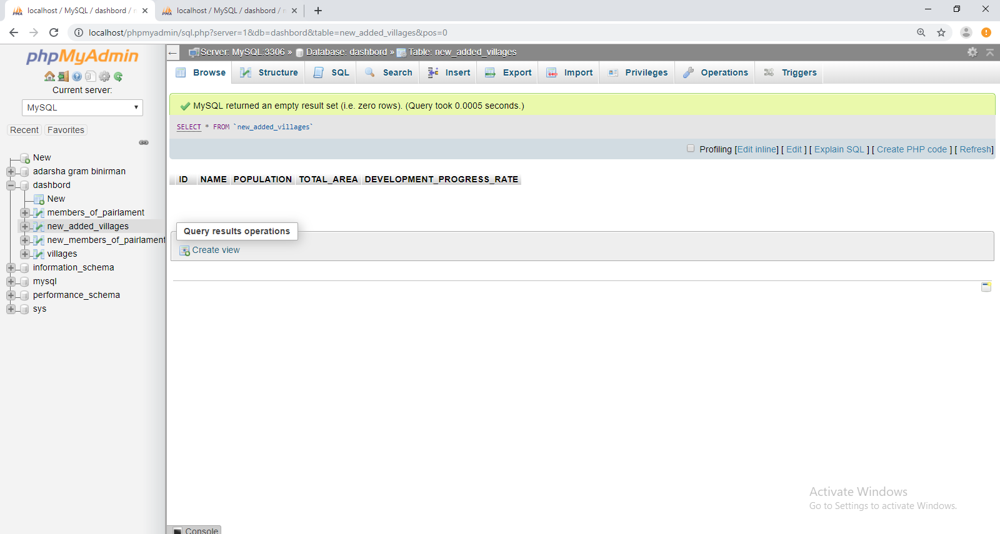 localhost / MySQL / dashbord /
localhost / MySQL / dashbord /
localhost/phpmyadmin/sql.php?server=1&db=dashbord&table=new_added_villages&pos=0
phpMyAdmin
Current server:
MySQL
Recent Favorites
New
adarsha gram binirman
dashbord
New
members_of_pairlament
new_added_villages
new_members_of_pairlament
villages
information_schema
mysql
performance_schema
sys
Server: MySQL:3306 » Database: dashbord » Table: new_added_villages
Browse Structure SQL Search Insert Export Import Privileges Operations Triggers
MySQL returned an empty result set (i.e. zero rows). (Query took 0.0005 seconds.)
SELECT * FROM `new_added_villages`
Profiling [Edit inline] [ Edit ] [ Explain SQL ] [ Create PHP code ] [ Refresh]
ID NAME POPULATION TOTAL_AREA DEVELOPMENT_PROGRESS_RATE
Query results operations
Create view
Activate Windows
Go to Settings to activate Windows.
Console